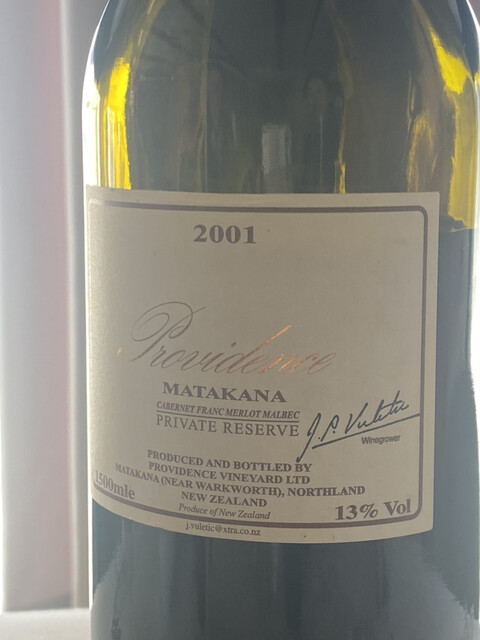 2001
Providence
MATAKANA
CABERNET FRANC MERLOT MALBEC
PRIVATE RESERVE
J. P. Vuletic
Winegrower
PRODUCED AND BOTTLED BY
PROVIDENCE VINEYARD LTD
MATAKANA (NEAR WARKWORTH), NORTHLAND
NEW ZEALAND
1500mle
Produce of New Zealand
13% Vol
j.vuletic@xtra.co.nz